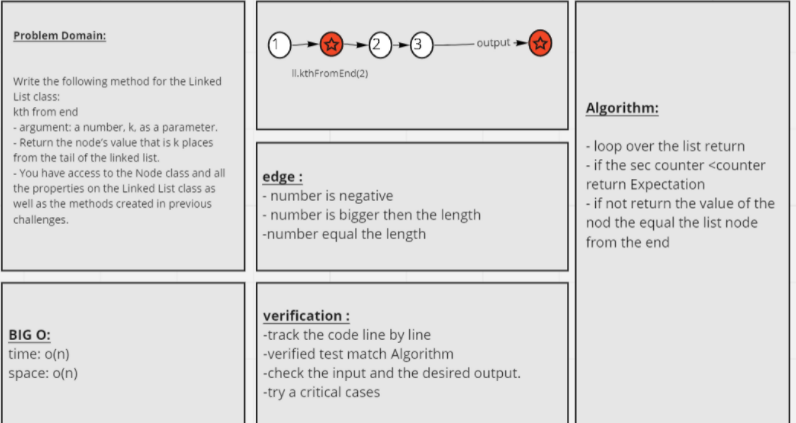 Problem Domain:
Write the following method for the Linked
List class:
kth from end
- argument: a number, k, as a parameter.
- Return the node's value that is k places
from the tail of the linked list.
- You have access to the Node class and all
the properties on the Linked List class as
well as the methods created in previous
challenges.
1
2
3
output
ll.kthFromEnd(2)
edge :
- number is negative
- number is bigger then the length
-number equal the length
Algorithm:
- loop over the list return
- if the sec counter <counter
return Expectation
- if not return the value of the
nod the equal the list node
from the end
BIG O:
time: o(n)
space: o(n)
verification :
-track the code line by line
-verified test match Algorithm
-check the input and the desired output.
-try a critical cases